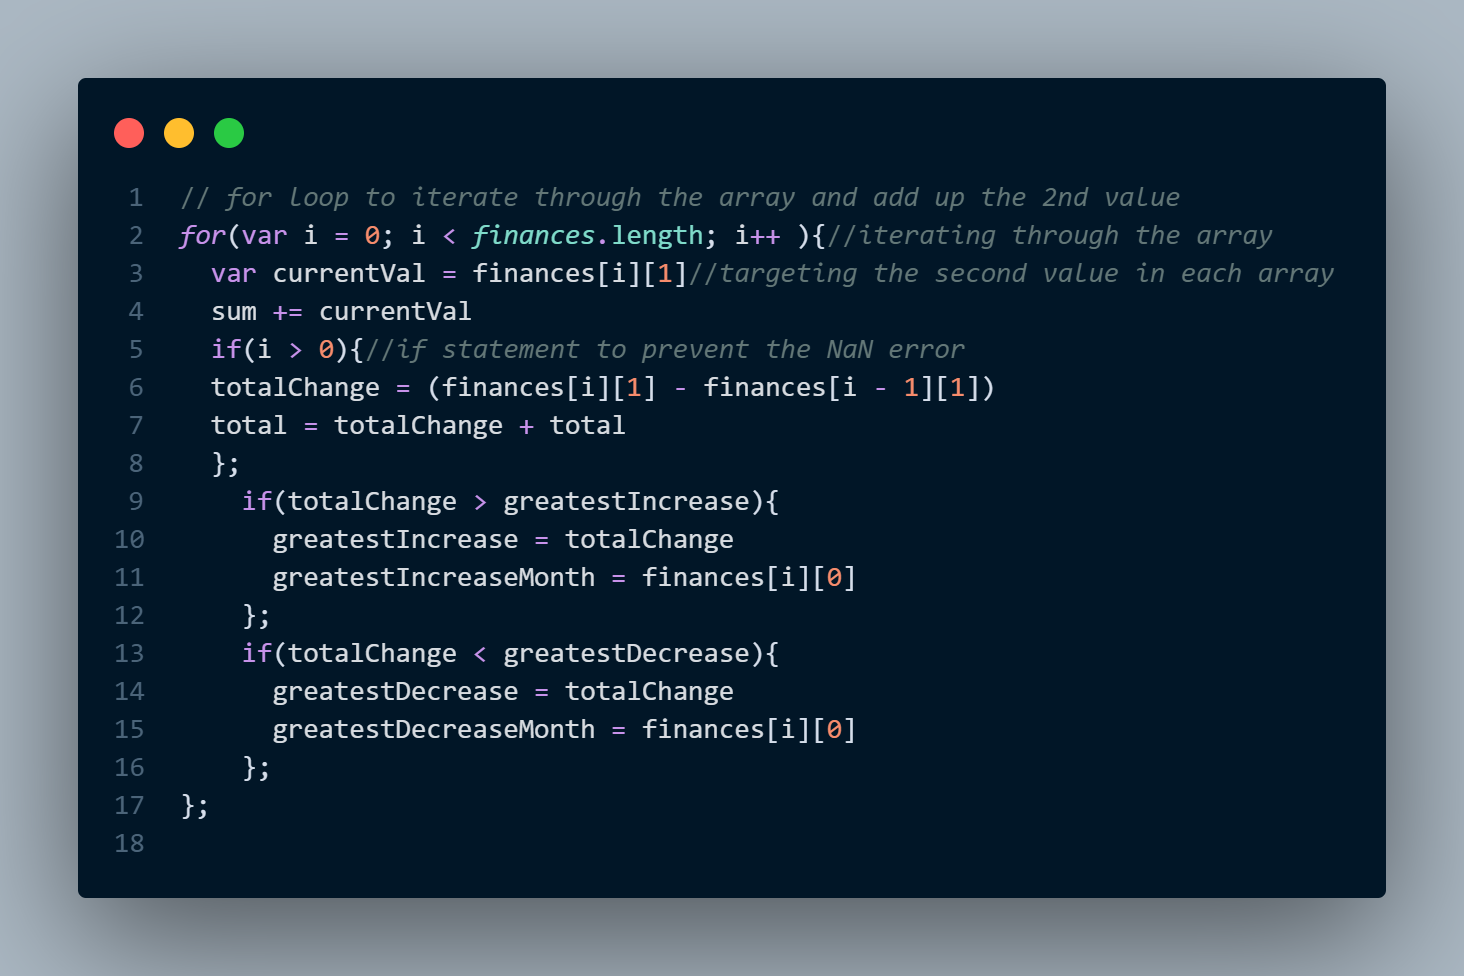 1 // for loop to iterate through the array and add up the 2nd value
2 for(var i = 0; i < finances.length; i++ ){//iterating through the array
3   var currentVal = finances[i][1]//targeting the second value in each array
4   sum += currentVal
5   if(i > 0){//if statement to prevent the NaN error
6   totalChange = (finances[i][1] - finances[i - 1][1])
7   total = totalChange + total
8   };
9     if(totalChange > greatestIncrease){
10       greatestIncrease = totalChange
11       greatestIncreaseMonth = finances[i][0]
12     };
13     if(totalChange < greatestDecrease){
14       greatestDecrease = totalChange
15       greatestDecreaseMonth = finances[i][0]
16     };
17 };
18